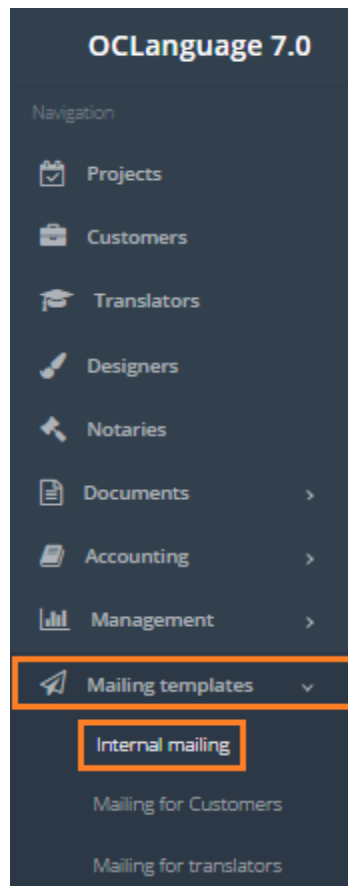 OCLanguage 7.0
Navigation
Projects
Customers
Translators
Designers
Notaries
Documents
Accounting
Management
Mailing templates
Internal mailing
Mailing for Customers
Mailing for translators